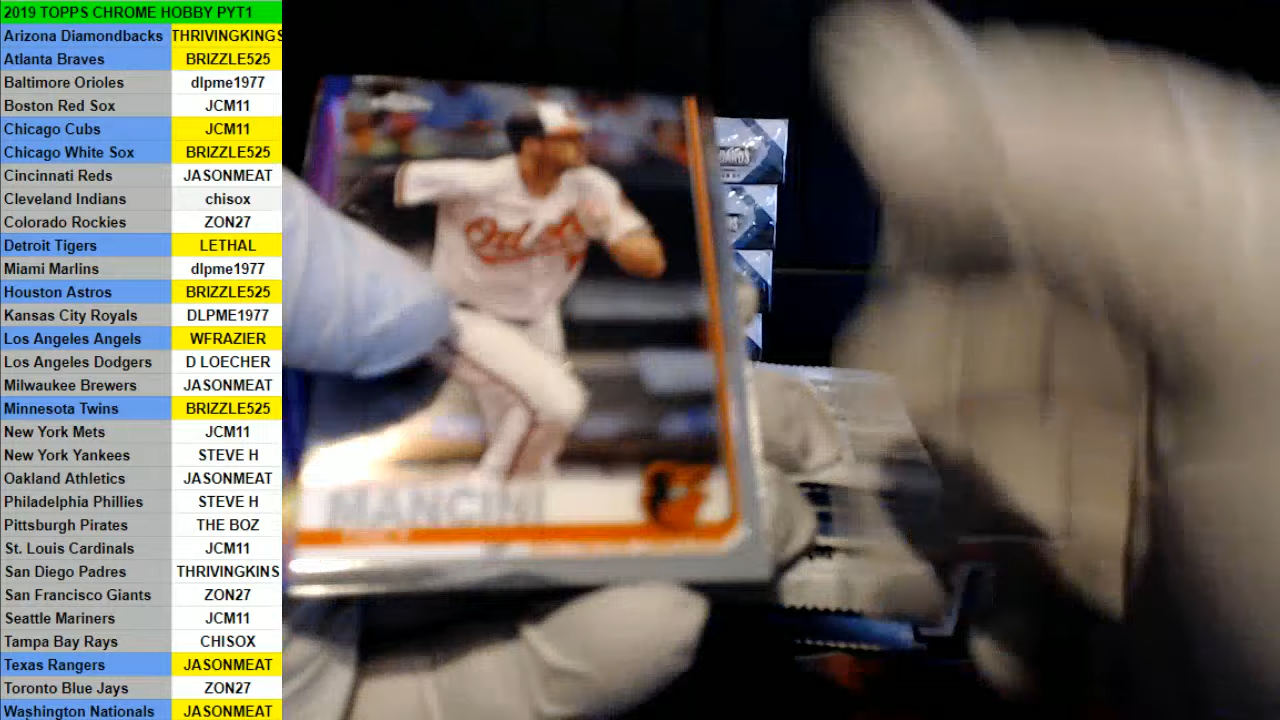 2019 TOPPS CHROME HOBBY PYT1
Arizona Diamondbacks THRIVINGKINGS
Atlanta Braves BRIZZLE525
Baltimore Orioles dlpme1977
Boston Red Sox JCM11
Chicago Cubs JCM11
Chicago White Sox BRIZZLE525
Cincinnati Reds JASONMEAT
Cleveland Indians chisox
Colorado Rockies ZON27
Detroit Tigers LETHAL
Miami Marlins dlpme1977
Houston Astros BRIZZLE525
Kansas City Royals DLPME1977
Los Angeles Angels WFRAZIER
Los Angeles Dodgers D LOECHER
Milwaukee Brewers JASONMEAT
Minnesota Twins BRIZZLE525
New York Mets JCM11
New York Yankees STEVE H
Oakland Athletics JASONMEAT
Philadelphia Phillies STEVE H
Pittsburgh Pirates THE BOZ
St. Louis Cardinals JCM11
San Diego Padres THRIVINGKINS
San Francisco Giants ZON27
Seattle Mariners JCM11
Tampa Bay Rays CHISOX
Texas Rangers JASONMEAT
Toronto Blue Jays ZON27
Washington Nationals JASONMEAT
Orioles
MANCINI